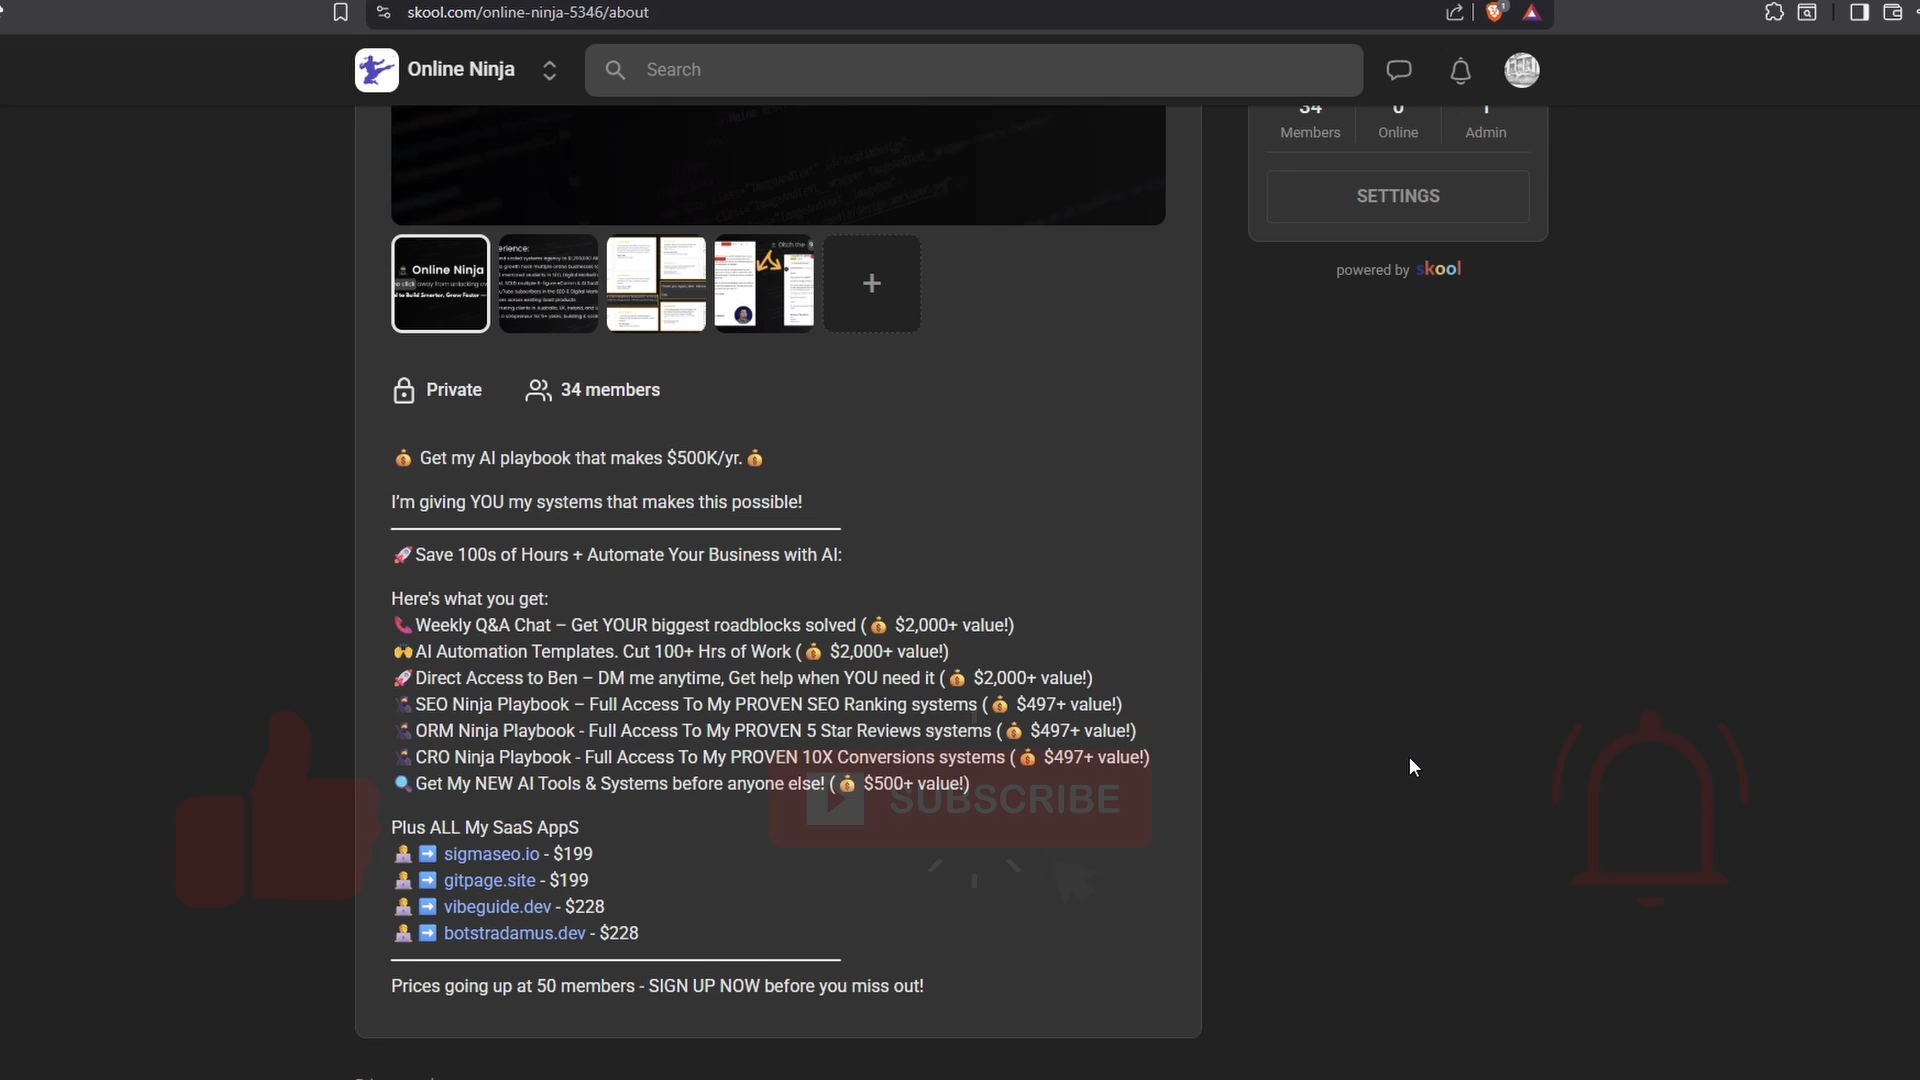 skool.com/online-ninja-5346/about
1
Online Ninja
Search
34
Members
Online
Admin
SETTINGS
powered by skool
Online Ninja
Private
34 members
Get my AI playbook that makes $500K/yr.
I'm giving YOU my systems that makes this possible!
Save 100s of Hours + Automate Your Business with AI:
Here's what you get:
Weekly Q&A Chat – Get YOUR biggest roadblocks solved ( $2,000+ value!)
AI Automation Templates. Cut 100+ Hrs of Work ( $2,000+ value!)
Direct Access to Ben – DM me anytime, Get help when YOU need it ( $2,000+ value!)
SEO Ninja Playbook – Full Access To My PROVEN SEO Ranking systems ( $497+ value!)
ORM Ninja Playbook - Full Access To My PROVEN 5 Star Reviews systems ( $497+ value!)
CRO Ninja Playbook - Full Access To My PROVEN 10X Conversions systems ( $497+ value!)
Get My NEW AI Tools & Systems before anyone else! ( $500+ value!)
SUBSCRIBE
Plus ALL My SaaS AppS
sigmaseo.io - $199
gitpage.site - $199
vibeguide.dev - $228
botstradamus.dev - $228
Prices going up at 50 members - SIGN UP NOW before you miss out!